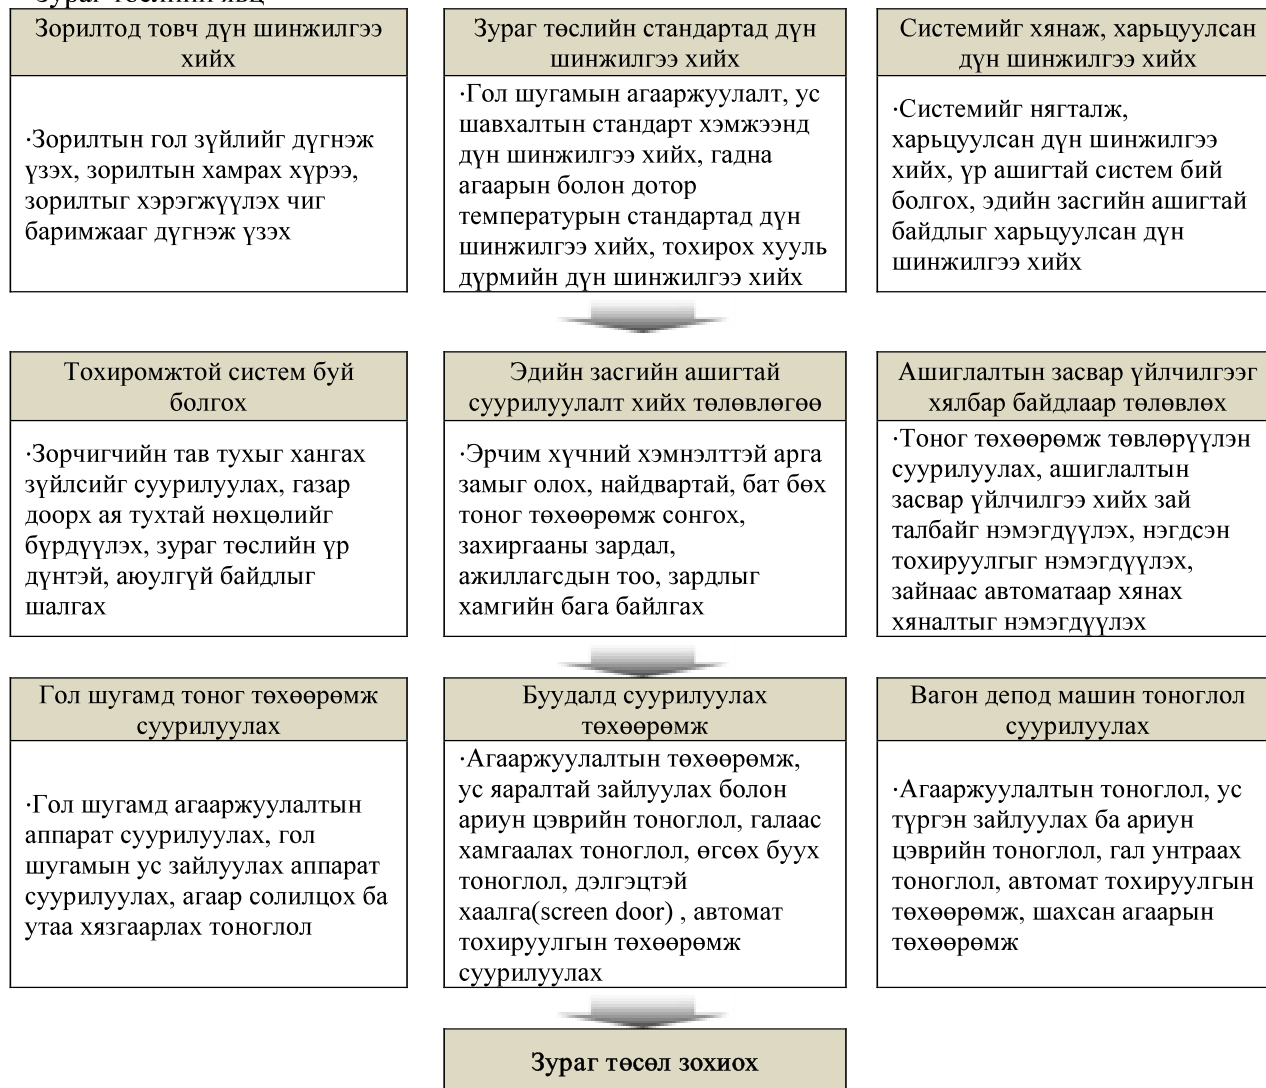 Зураг төслийн явц
Зорилтод товч дүн шинжилгээ
хийх
·Зорилтын гол зүйлийг дүгнэж
үзэх, зорилтын хамрах хүрээ,
зорилтыг хэрэгжүүлэх чиг
баримжааг дүгнэж үзэх
Зураг төслийн стандартад дүн
шинжилгээ хийх
·Гол шугамын агааржуулалт, ус
шавхалтын стандарт хэмжээнд
дүн шинжилгээ хийх, гадна
агаарын болон дотор
температурын стандартад дүн
шинжилгээ хийх, тохирох хууль
дүрмийн дүн шинжилгээ хийх
Системийг хянаж, харьцуулсан
дүн шинжилгээ хийх
·Системийг нягталж,
харьцуулсан дүн шинжилгээ
хийх, үр ашигтай систем бий
болгох, эдийн засгийн ашигтай
байдлыг харьцуулсан дүн
шинжилгээ хийх
Тохиромжтой систем буй
болгох
·Зорчигчийн тав тухыг хангах
зүйлсийг суурилуулах, газар
доорх ая тухтай нөхцөлийг
бүрдүүлэх, зураг төслийн үр
дүнтэй, аюулгүй байдлыг
шалгах
Эдийн засгийн ашигтай
суурилуулалт хийх төлөвлөгөө
·Эрчим хүчний хэмнэлттэй арга
замыг олох, найдвартай, бат бөх
тоног төхөөрөмж сонгох,
захиргааны зардал,
ажиллагсдын тоо, зардлыг
хамгийн бага байлгах
Ашиглалтын засвар үйлчилгээг
хялбар байдлаар төлөвлөх
·Тоног төхөөрөмж төвлөрүүлэн
суурилуулах, ашиглалтын
засвар үйлчилгээ хийх зай
талбайг нэмэгдүүлэх, нэгдсэн
тохируулгыг нэмэгдүүлэх,
зайнаас автоматаар хянах
хяналтыг нэмэгдүүлэх
Гол шугамд тоног төхөөрөмж
суурилуулах
·Гол шугамд агааржуулалтын
аппарат суурилуулах, гол
шугамын ус зайлуулах аппарат
суурилуулах, агаар солилцох ба
утаа хязгаарлах тоноглол
Буудалд суурилуулах
төхөөрөмж
·Агааржуулалтын төхөөрөмж,
ус яаралтай зайлуулах болон
ариун цэврийн тоноглол, галаас
хамгаалах тоноглол, өгсөх буух
тоноглол, дэлгэцтэй
хаалга(screen door) , автомат
тохируулгын төхөөрөмж
суурилуулах
Вагон депод машин тоноглол
суурилуулах
·Агааржуулалтын тоноглол, ус
түргэн зайлуулах ба ариун
цэврийн тоноглол, гал унтраах
тоноглол, автомат тохируулгын
төхөөрөмж, шахсан агаарын
төхөөрөмж
Зураг төсөл зохиох